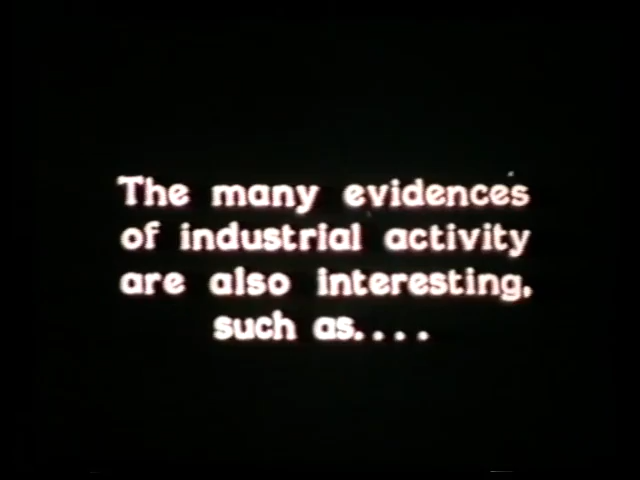 The many evidences
of industrial activity
are also interesting,
such as....